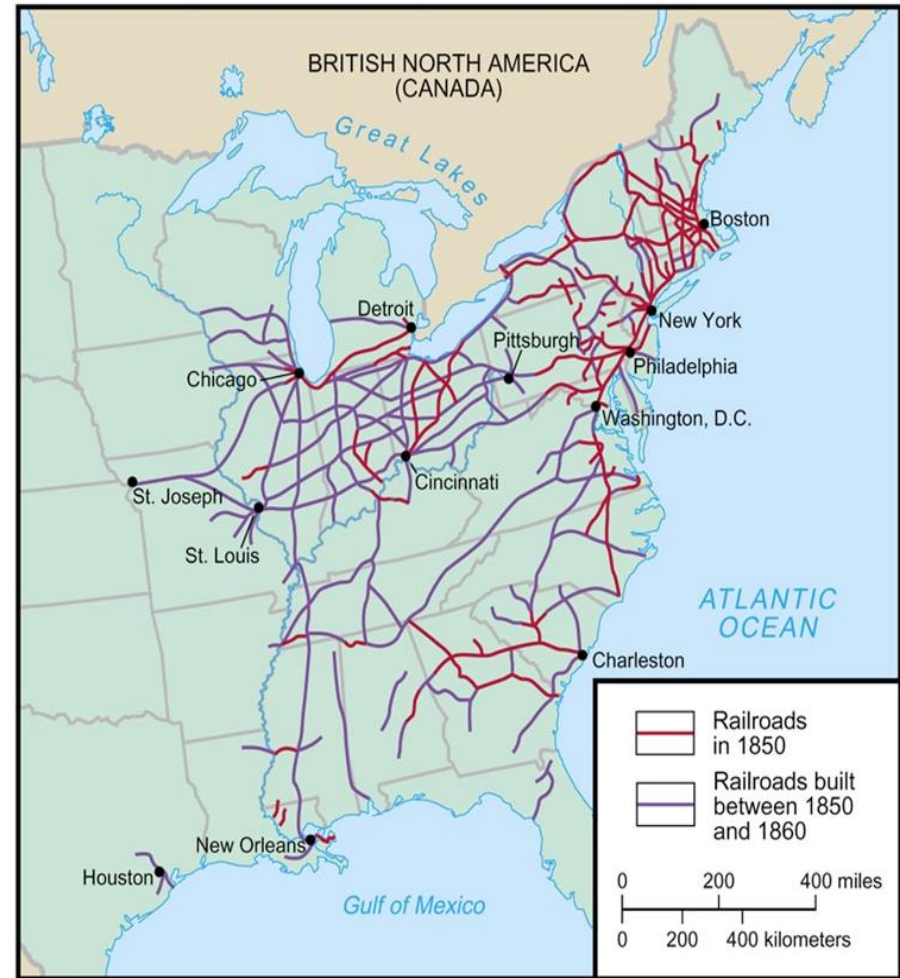 BRITISH NORTH AMERICA
(CANADA)
Great Lakes
Boston
Detroit
New York
Pittsburgh
Philadelphia
Chicago
Washington, D.C.
Cincinnati
St. Joseph
St. Louis
ATLANTIC
OCEAN
Charleston
Railroads
in 1850
Railroads built
between 1850
and 1860
New Orleans
Houston
Gulf of Mexico
0 200 400 miles
0 200 400 kilometers